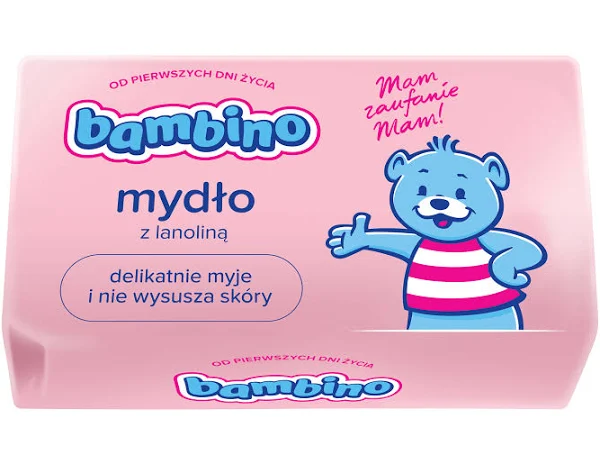 OD PIERWSZYCH DNI ŻYCIA
bambino
mydło
z lanoliną
delikatnie myje
i nie wysusza skóry
Mam
zaufanie
Mam!
OD PIERWSZYCH DNI ŻYCIA
bambino